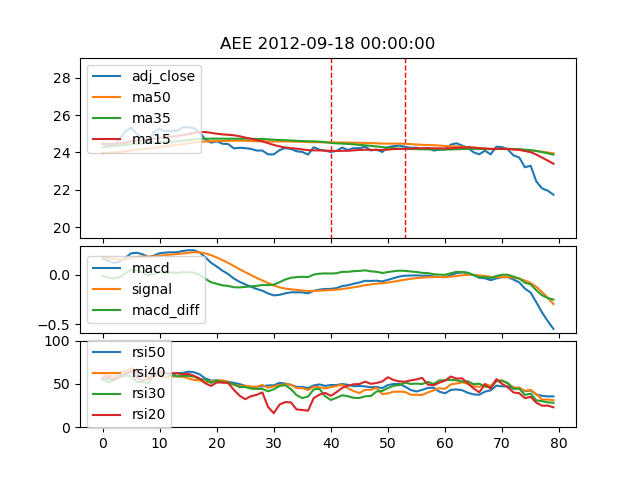 AEE 2012-09-18 00:00:00
28
26
24
22
20
adj_close
ma50
ma35
ma15
0.0
−0.5
macd
signal
macd_diff
100
50
0
rsi50
rsi40
rsi30
rsi20
0 10 20 30 40 50 60 70 80